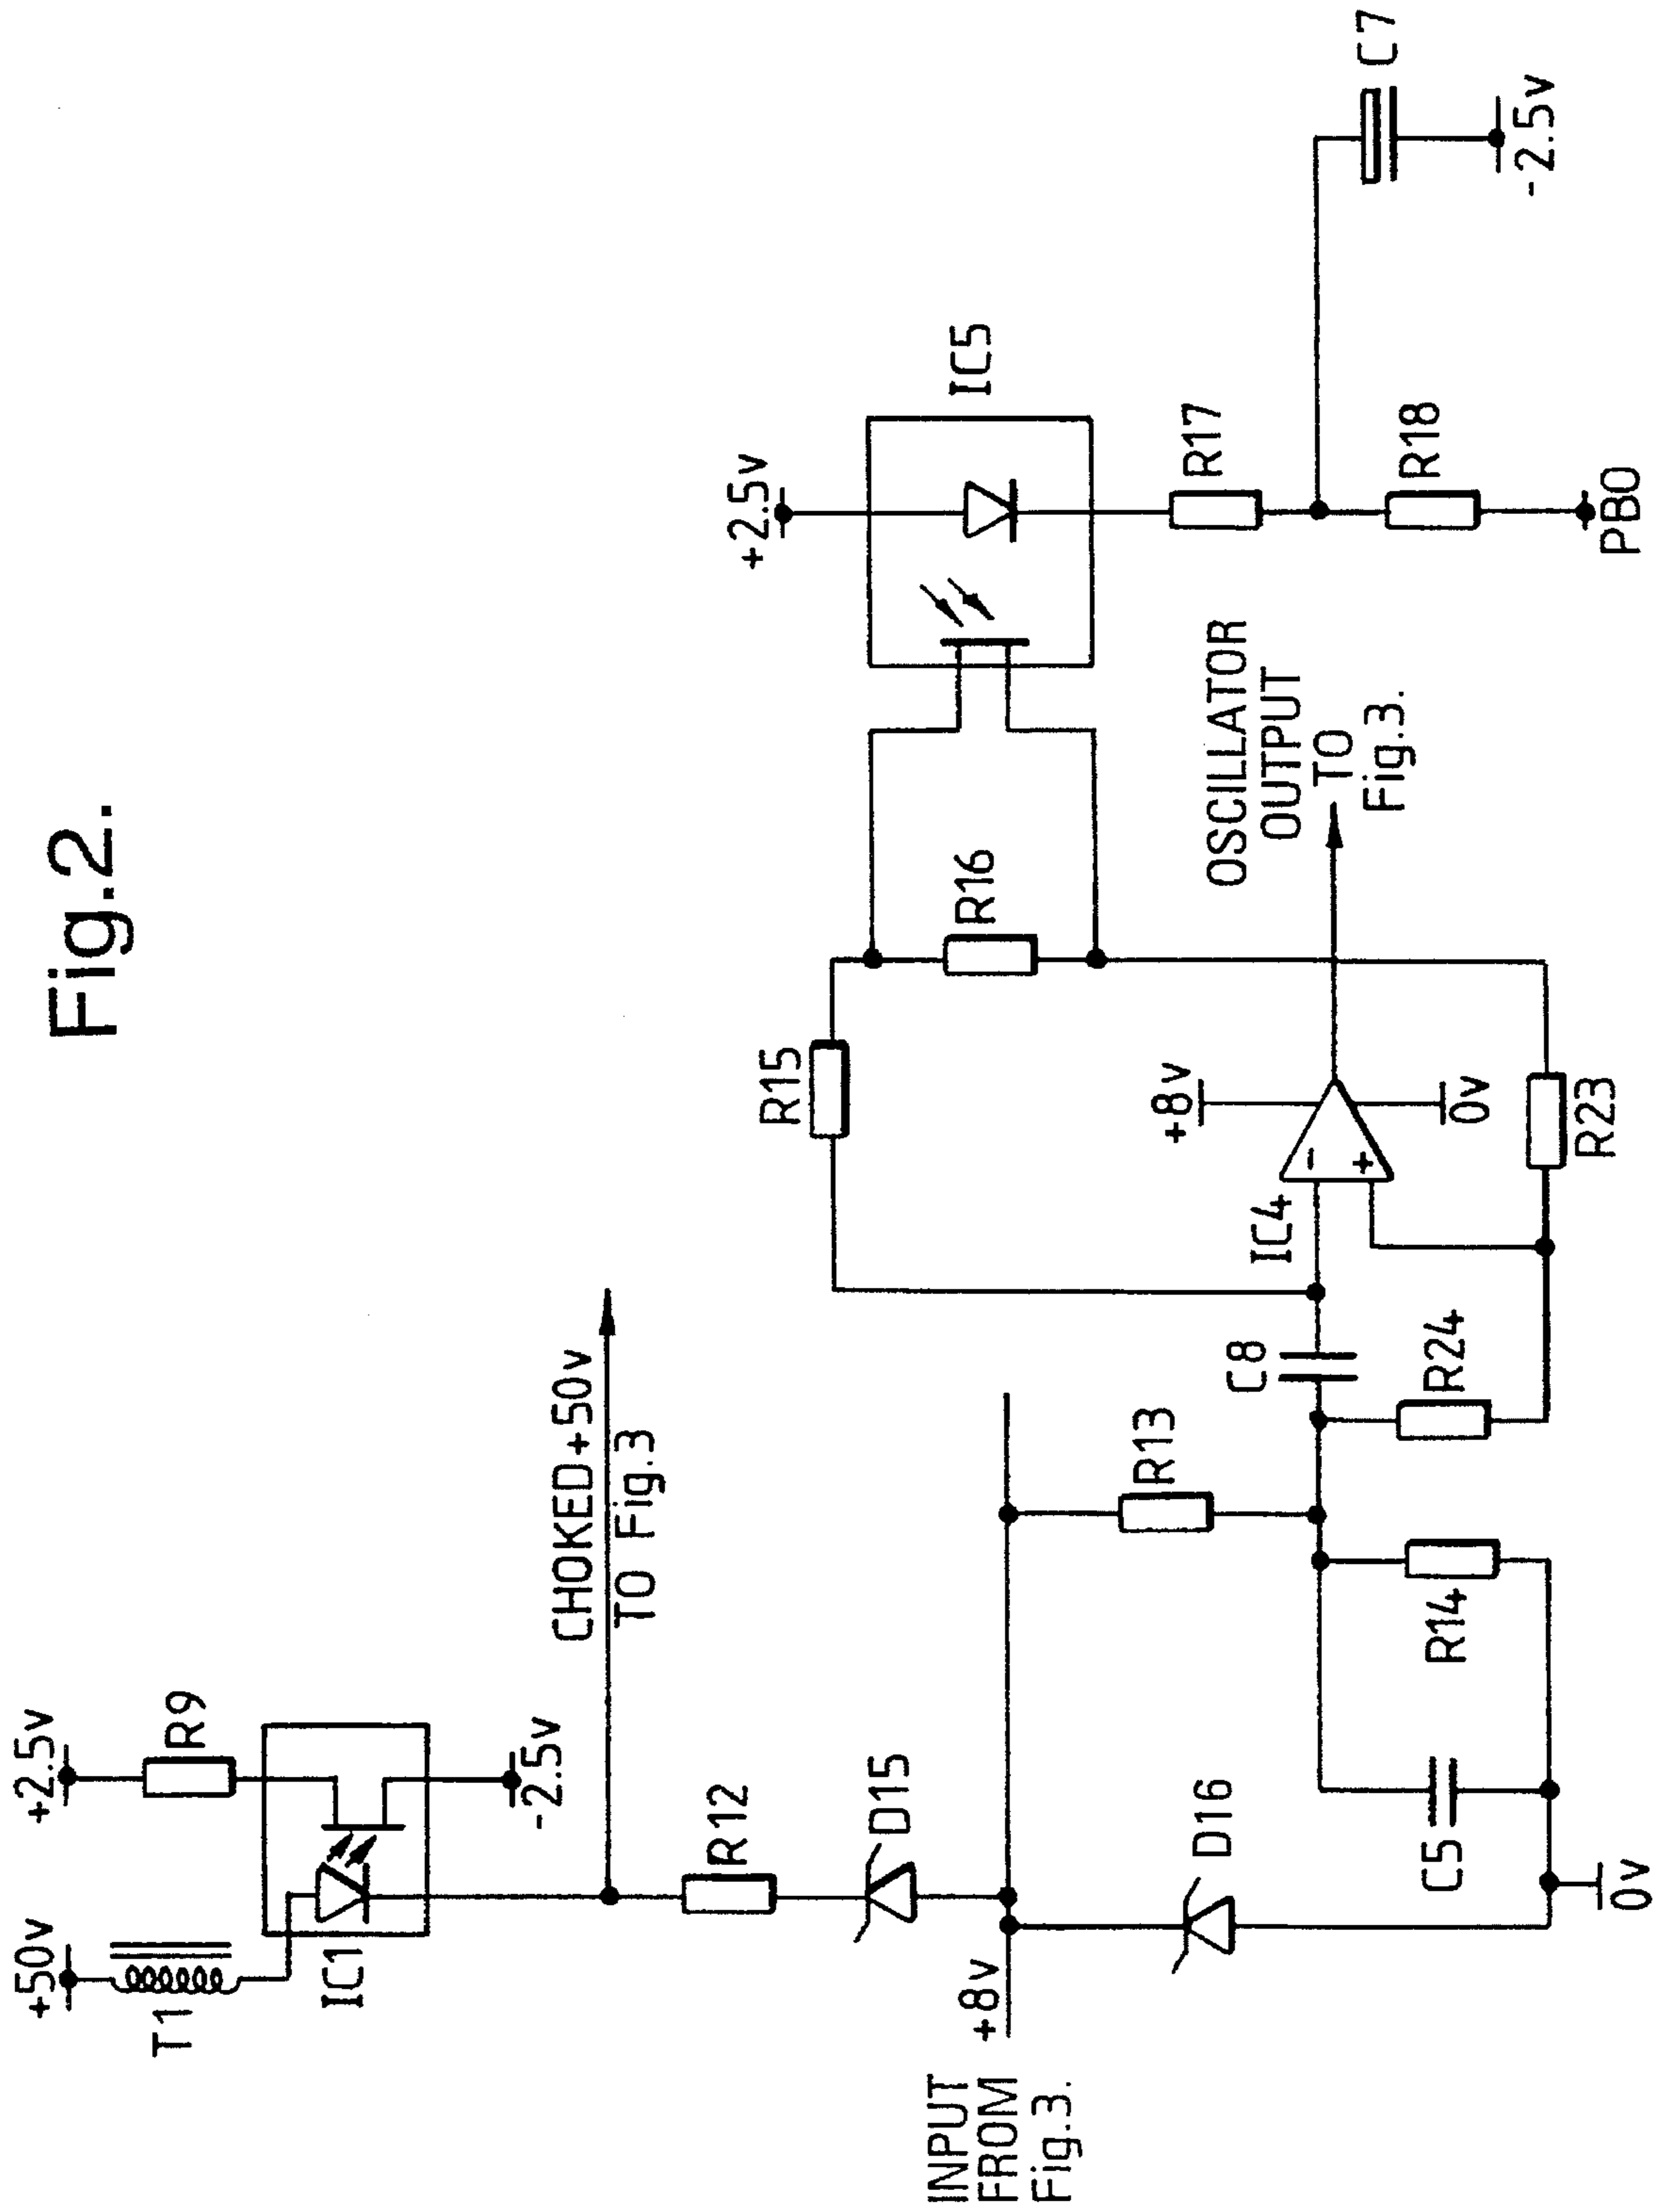 Fig.2.
+50v
T1
+2.5v
R9
IC1
-2.5v
CHOKED+50v
TO Fig.3
R12
D15
INPUT
FROM
Fig.3.
+8v
D16
R13
R14
C5
0v
C8
R24
IC4
-
+
+8v
0v
R23
R15
R16
OSCILLATOR
OUTPUT
TO
Fig.3.
+2.5v
IC5
R17
R18
PB0
C7
-2.5v